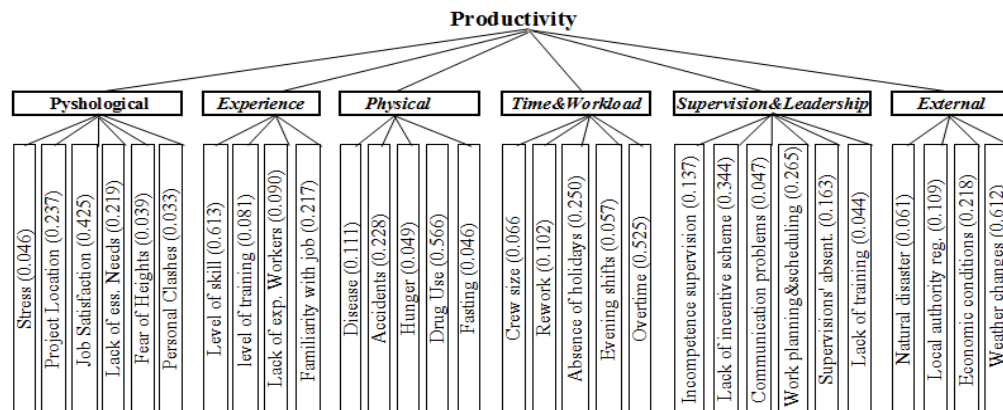 Productivity
Pyshological
Experience
Physical
Time&Workload
Supervision&Leadership
External
Stress (0.046)
Project Location (0.237)
Job Satisfaction (0.425)
Lack of ess. Needs (0.219)
Fear of Heights (0.039)
Personal Clashes (0.033)
Level of skill (0.613)
level of training (0.081)
Lack of exp. Workers (0.090)
Familiarity with job (0.217)
Disease (0.111)
Accidents (0.228)
Hunger (0.049)
Drug Use (0.566)
Fasting (0.046)
Crew size (0.066
Rework (0.102)
Absence of holidays (0.250)
Evening shifts (0.057)
Overtime (0.525)
Incompetence supervision (0.137)
Lack of incentive scheme (0.344)
Communication problems (0.047)
Work planning&scheduling (0.265)
Supervisions' absent. (0.163)
Lack of training (0.044)
Natural disaster (0.061)
Local authority reg. (0.109)
Economic conditions (0.218)
Weather changes (0.612)